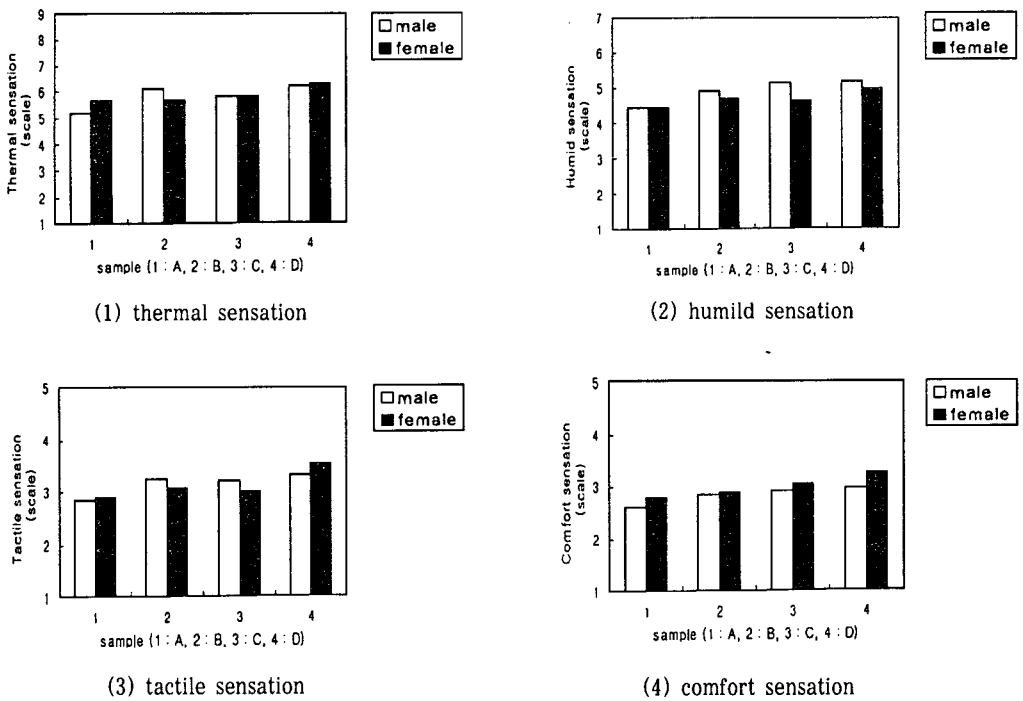 Thermal sensation
(scale)
9
8
7
6
5
4
3
2
1
1 2 3 4
sample (1 : A, 2 : B, 3 : C, 4 : D)
male
female
(1) thermal sensation
Humid sensation
(scale)
7
6
5
4
3
2
1
1 2 3 4
sample (1 : A, 2 : B, 3 : C, 4 : D)
male
female
(2) humild sensation
Tactile sensation
(scale)
5
4
3
2
1
1 2 3 4
sample (1 : A, 2 : B, 3 : C, 4 : D)
male
female
(3) tactile sensation
Comfort sensation
(scale)
5
4
3
2
1
1 2 3 4
sample (1 : A, 2 : B, 3 : C, 4 : D)
male
female
(4) comfort sensation